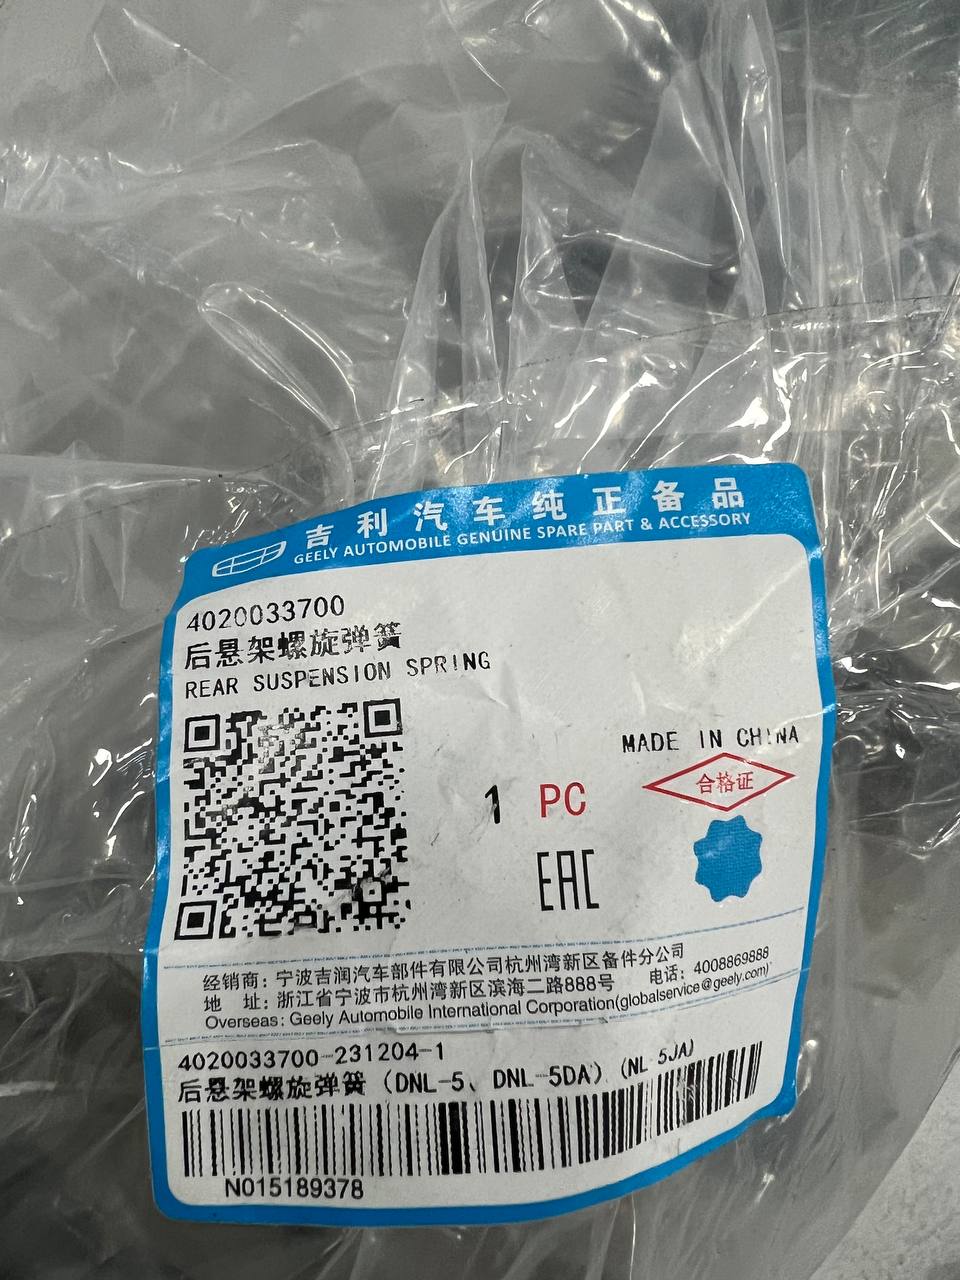 吉利汽车纯正备品
GEELY AUTOMOBILE GENUINE SPARE PART & ACCESSORY
4020033700
后悬架螺旋弹簧
REAR SUSPENSION SPRING
MADE IN CHINA
合格证
1 PC
EAC
经销商：宁波吉润汽车部件有限公司杭州湾新区备件分公司
地 址：浙江省宁波市杭州湾新区滨海二路888号 电话：4008869888
Overseas: Geely Automobile International Corporation(globalservice@geely.com)
4020033700-231204-1
后悬架螺旋弹簧（DNL-5、DNL-5DA）（NL-5JA）
N015189378